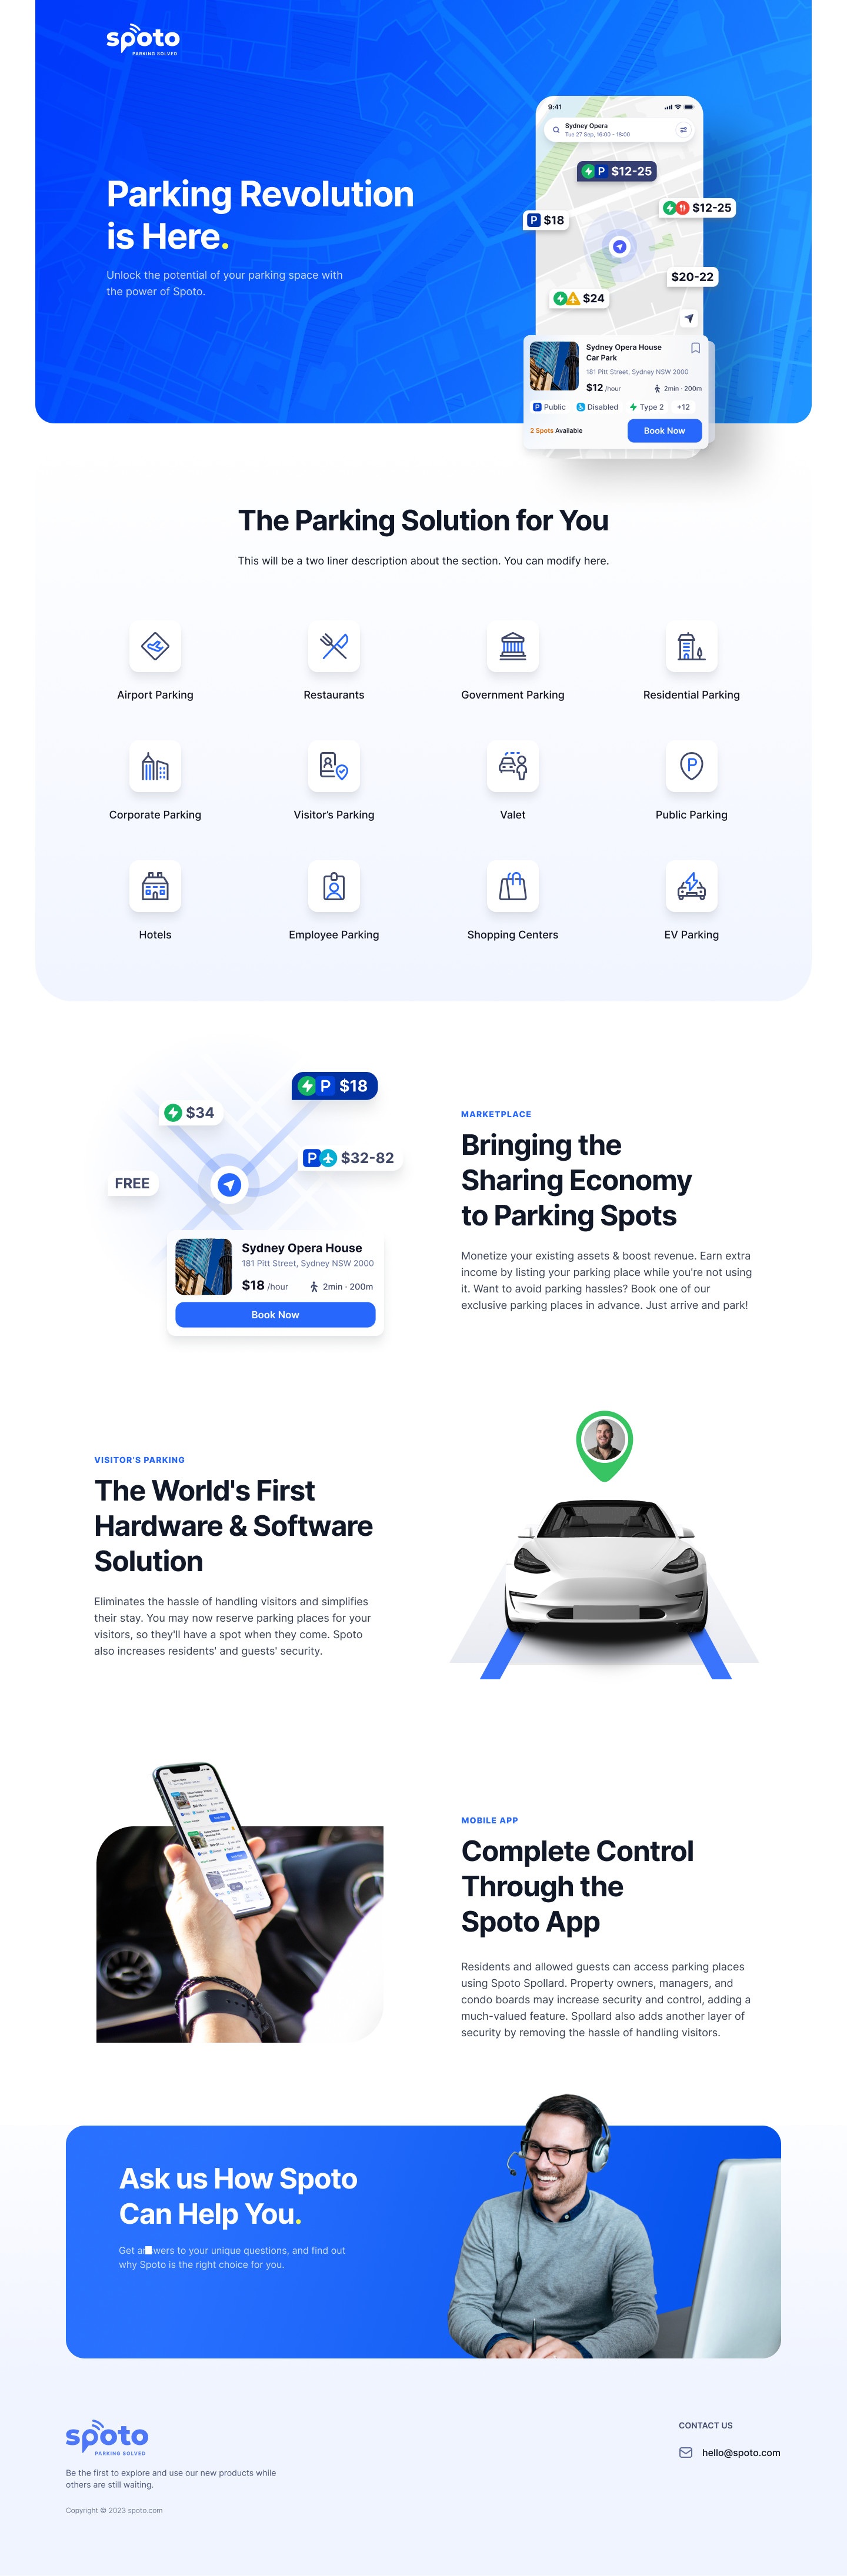 spoto
PARKING SOLVED
Parking Revolution
is Here.
Unlock the potential of your parking space with
the power of Spoto.
9:41
Sydney Opera
Tue 27 Sep, 16:00 - 18:00
P $12-25
$12-25
P $18
$20-22
$24
Sydney Opera House
Car Park
181 Pitt Street, Sydney NSW 2000
$12 /hour
2min · 200m
P Public
Disabled
Type 2
+12
2 Spots Available
Book Now
The Parking Solution for You
This will be a two liner description about the section. You can modify here.
Airport Parking
Restaurants
Government Parking
Residential Parking
Corporate Parking
Visitor's Parking
Valet
P
Public Parking
Hotels
Employee Parking
Shopping Centers
EV Parking
P $18
$34
P $32-82
FREE
Sydney Opera House
181 Pitt Street, Sydney NSW 2000
$18 /hour
2min · 200m
Book Now
MARKETPLACE
Bringing the
Sharing Economy
to Parking Spots
Monetize your existing assets & boost revenue. Earn extra
income by listing your parking place while you're not using
it. Want to avoid parking hassles? Book one of our
exclusive parking places in advance. Just arrive and park!
VISITOR'S PARKING
The World's First
Hardware & Software
Solution
Eliminates the hassle of handling visitors and simplifies
their stay. You may now reserve parking places for your
visitors, so they'll have a spot when they come. Spoto
also increases residents' and guests' security.
MOBILE APP
Complete Control
Through the
Spoto App
Residents and allowed guests can access parking places
using Spoto Spollard. Property owners, managers, and
condo boards may increase security and control, adding a
much-valued feature. Spollard also adds another layer of
security by removing the hassle of handling visitors.
Ask us How Spoto
Can Help You.
Get answers to your unique questions, and find out
why Spoto is the right choice for you.
spoto
PARKING SOLVED
Be the first to explore and use our new products while
others are still waiting.
Copyright © 2023 spoto.com
CONTACT US
hello@spoto.com